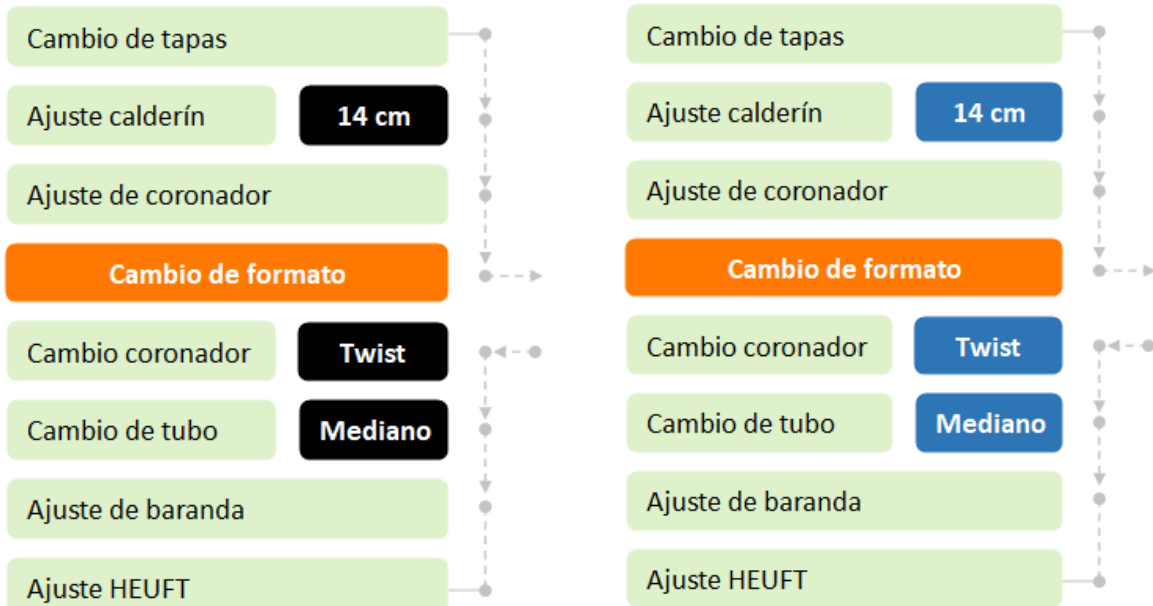 Cambio de tapas
Ajuste calderín 14 cm
Ajuste de coronador
Cambio de formato
Cambio coronador Twist
Cambio de tubo Mediano
Ajuste de baranda
Ajuste HEUFT
Cambio de tapas
Ajuste calderín 14 cm
Ajuste de coronador
Cambio de formato
Cambio coronador Twist
Cambio de tubo Mediano
Ajuste de baranda
Ajuste HEUFT